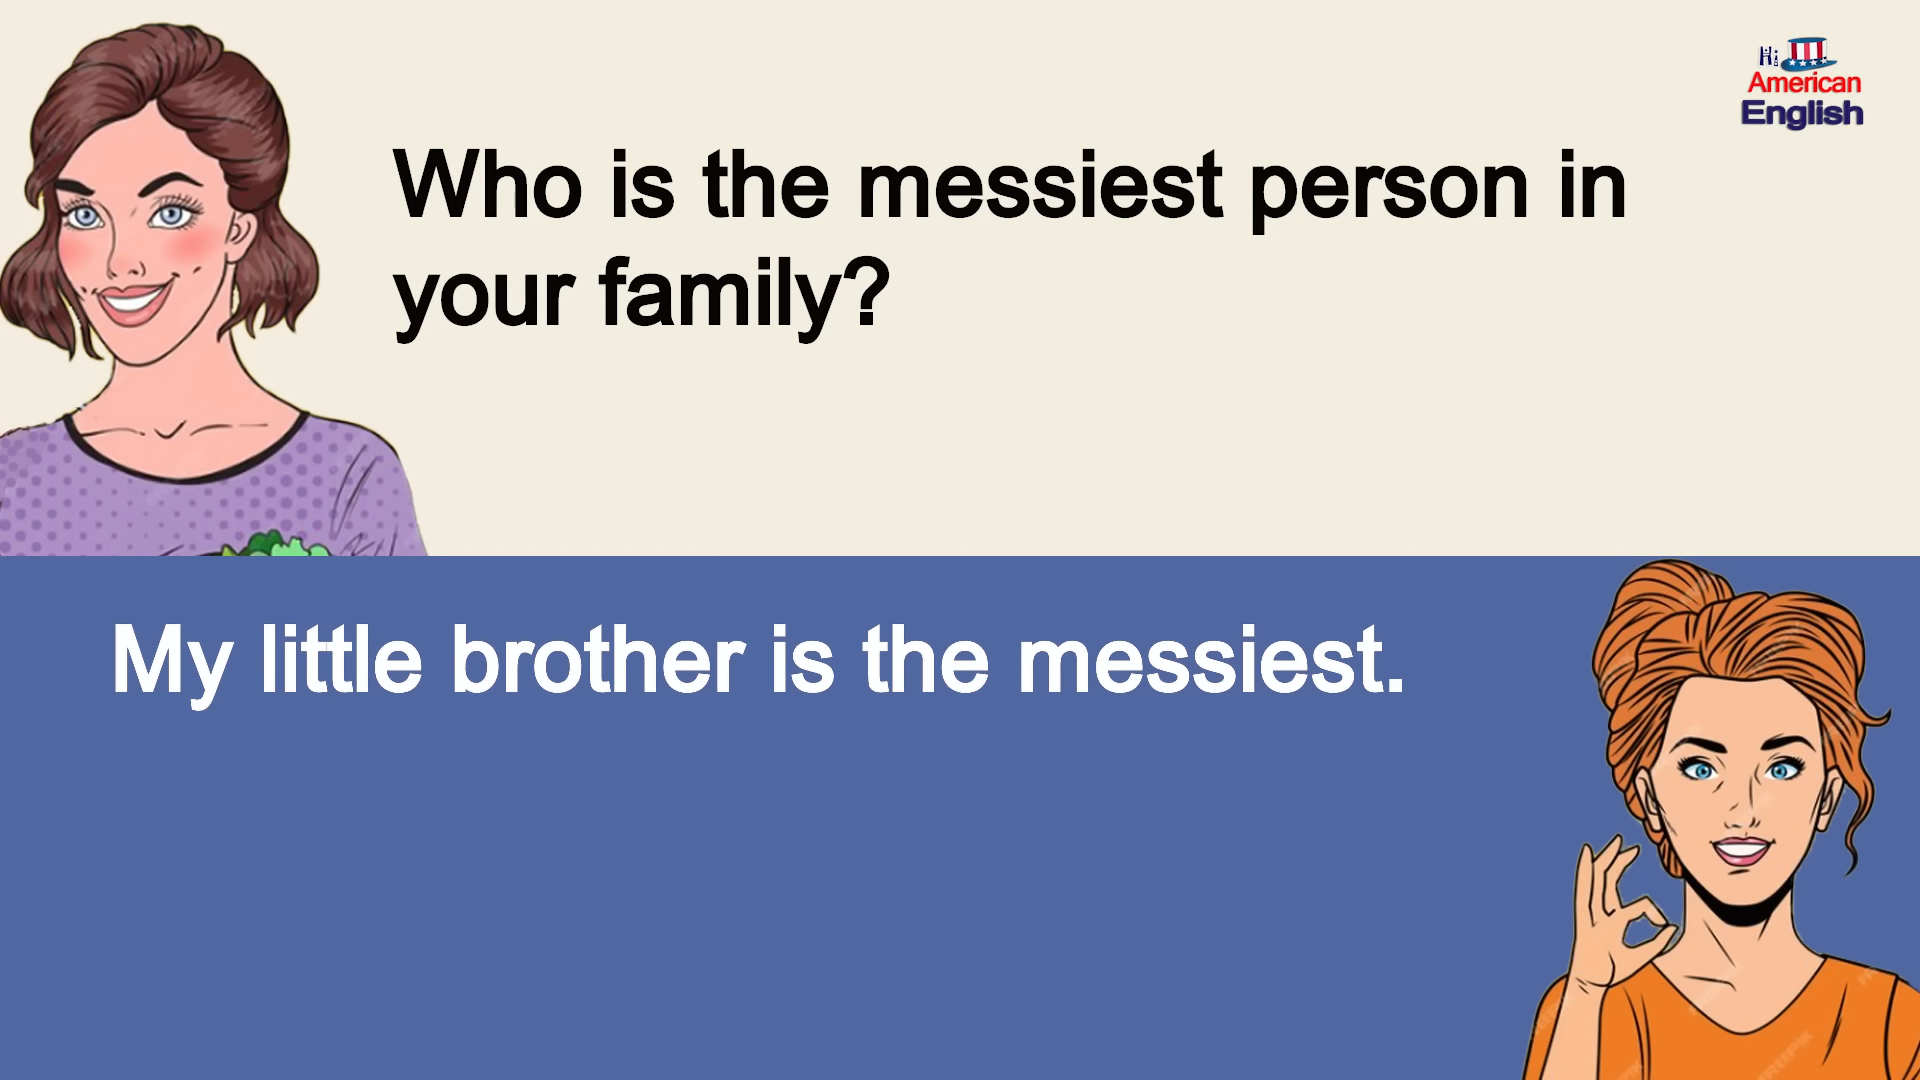 Hi
American
English
Who is the messiest person in
your family?
My little brother is the messiest.